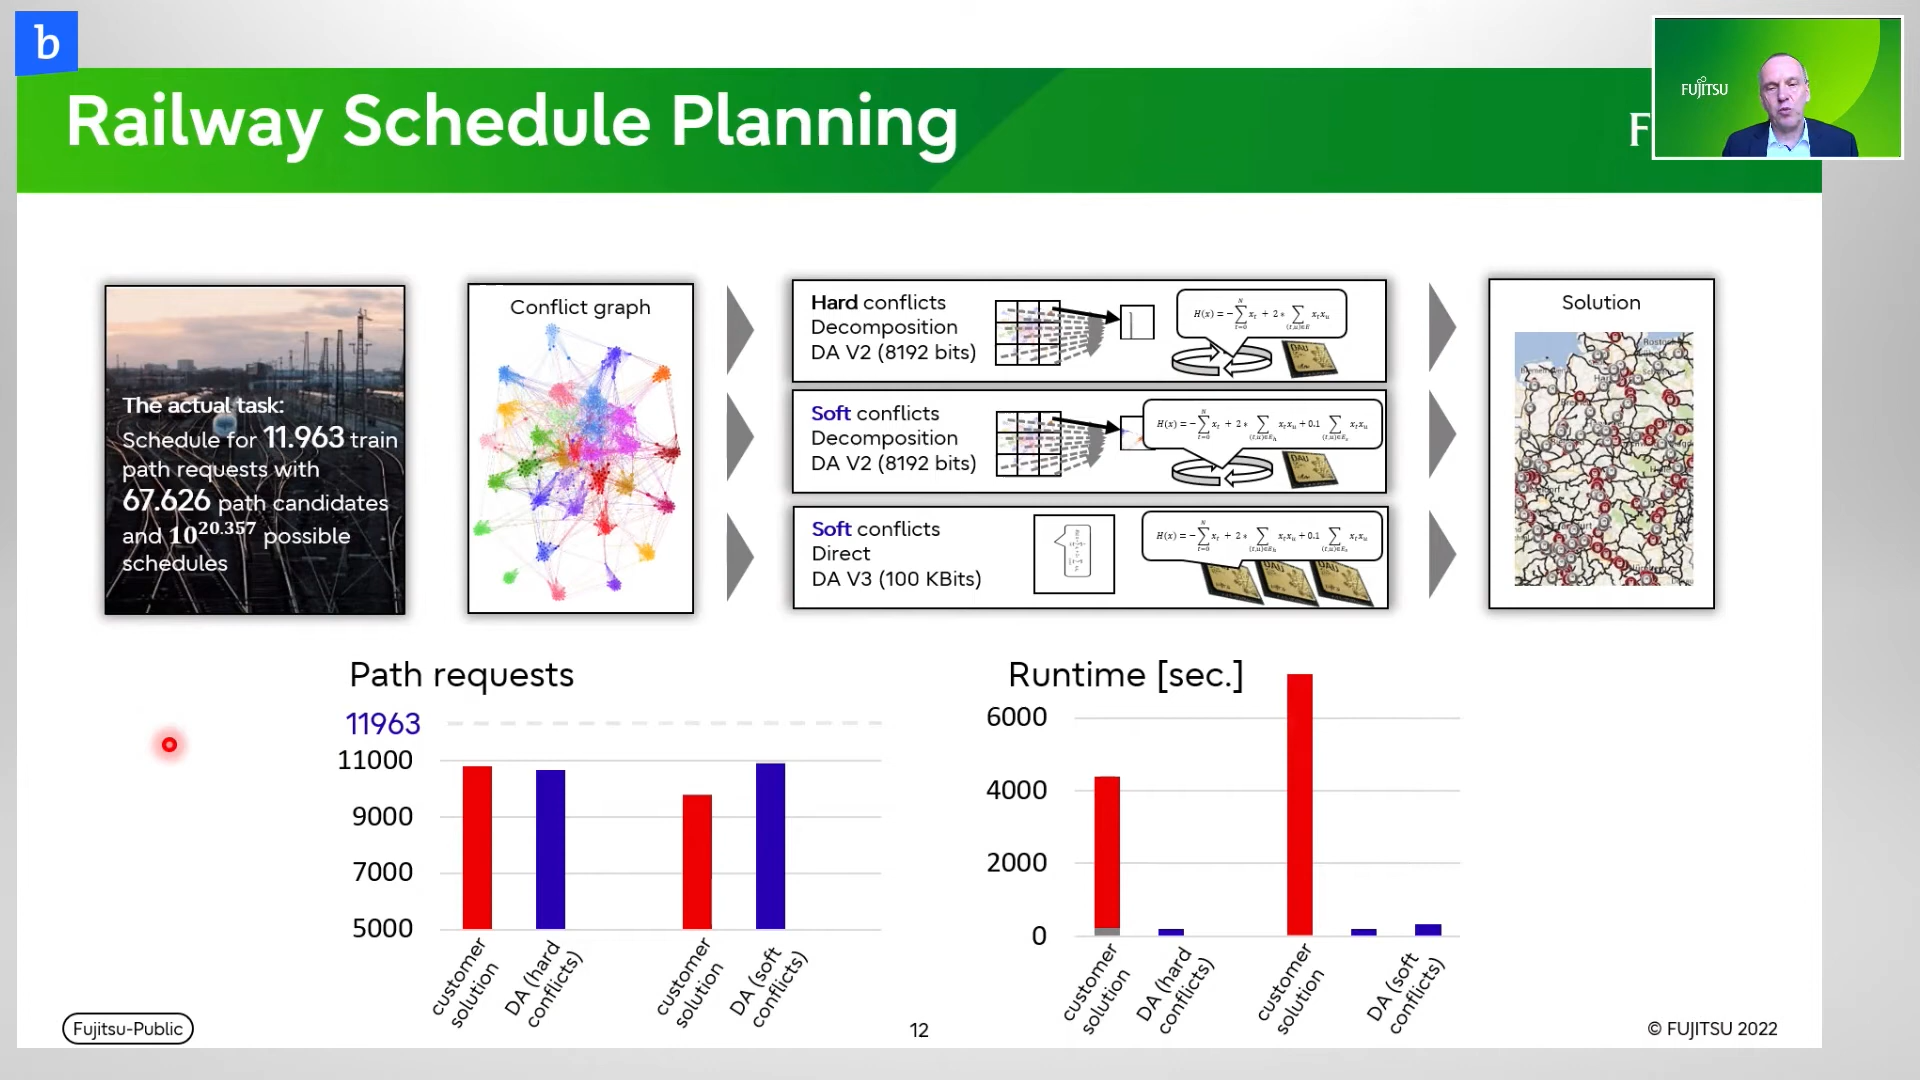 b
Railway Schedule Planning
F
FUJITSU
The actual task:
Schedule for 11.963 train
path requests with
67.626 path candidates
and 10^20.357 possible
schedules
Conflict graph
Hard conflicts
Decomposition
DA V2 (8192 bits)
Soft conflicts
Decomposition
DA V2 (8192 bits)
Soft conflicts
Direct
DA V3 (100 KBits)
Solution
Path requests
11963
11000
9000
7000
5000
customer
solution
DA (hard
conflicts)
customer
solution
DA (soft
conflicts)
Runtime [sec.]
6000
4000
2000
0
customer
solution
DA (hard
conflicts)
customer
solution
DA (soft
conflicts)
Fujitsu-Public
12
© FUJITSU 2022